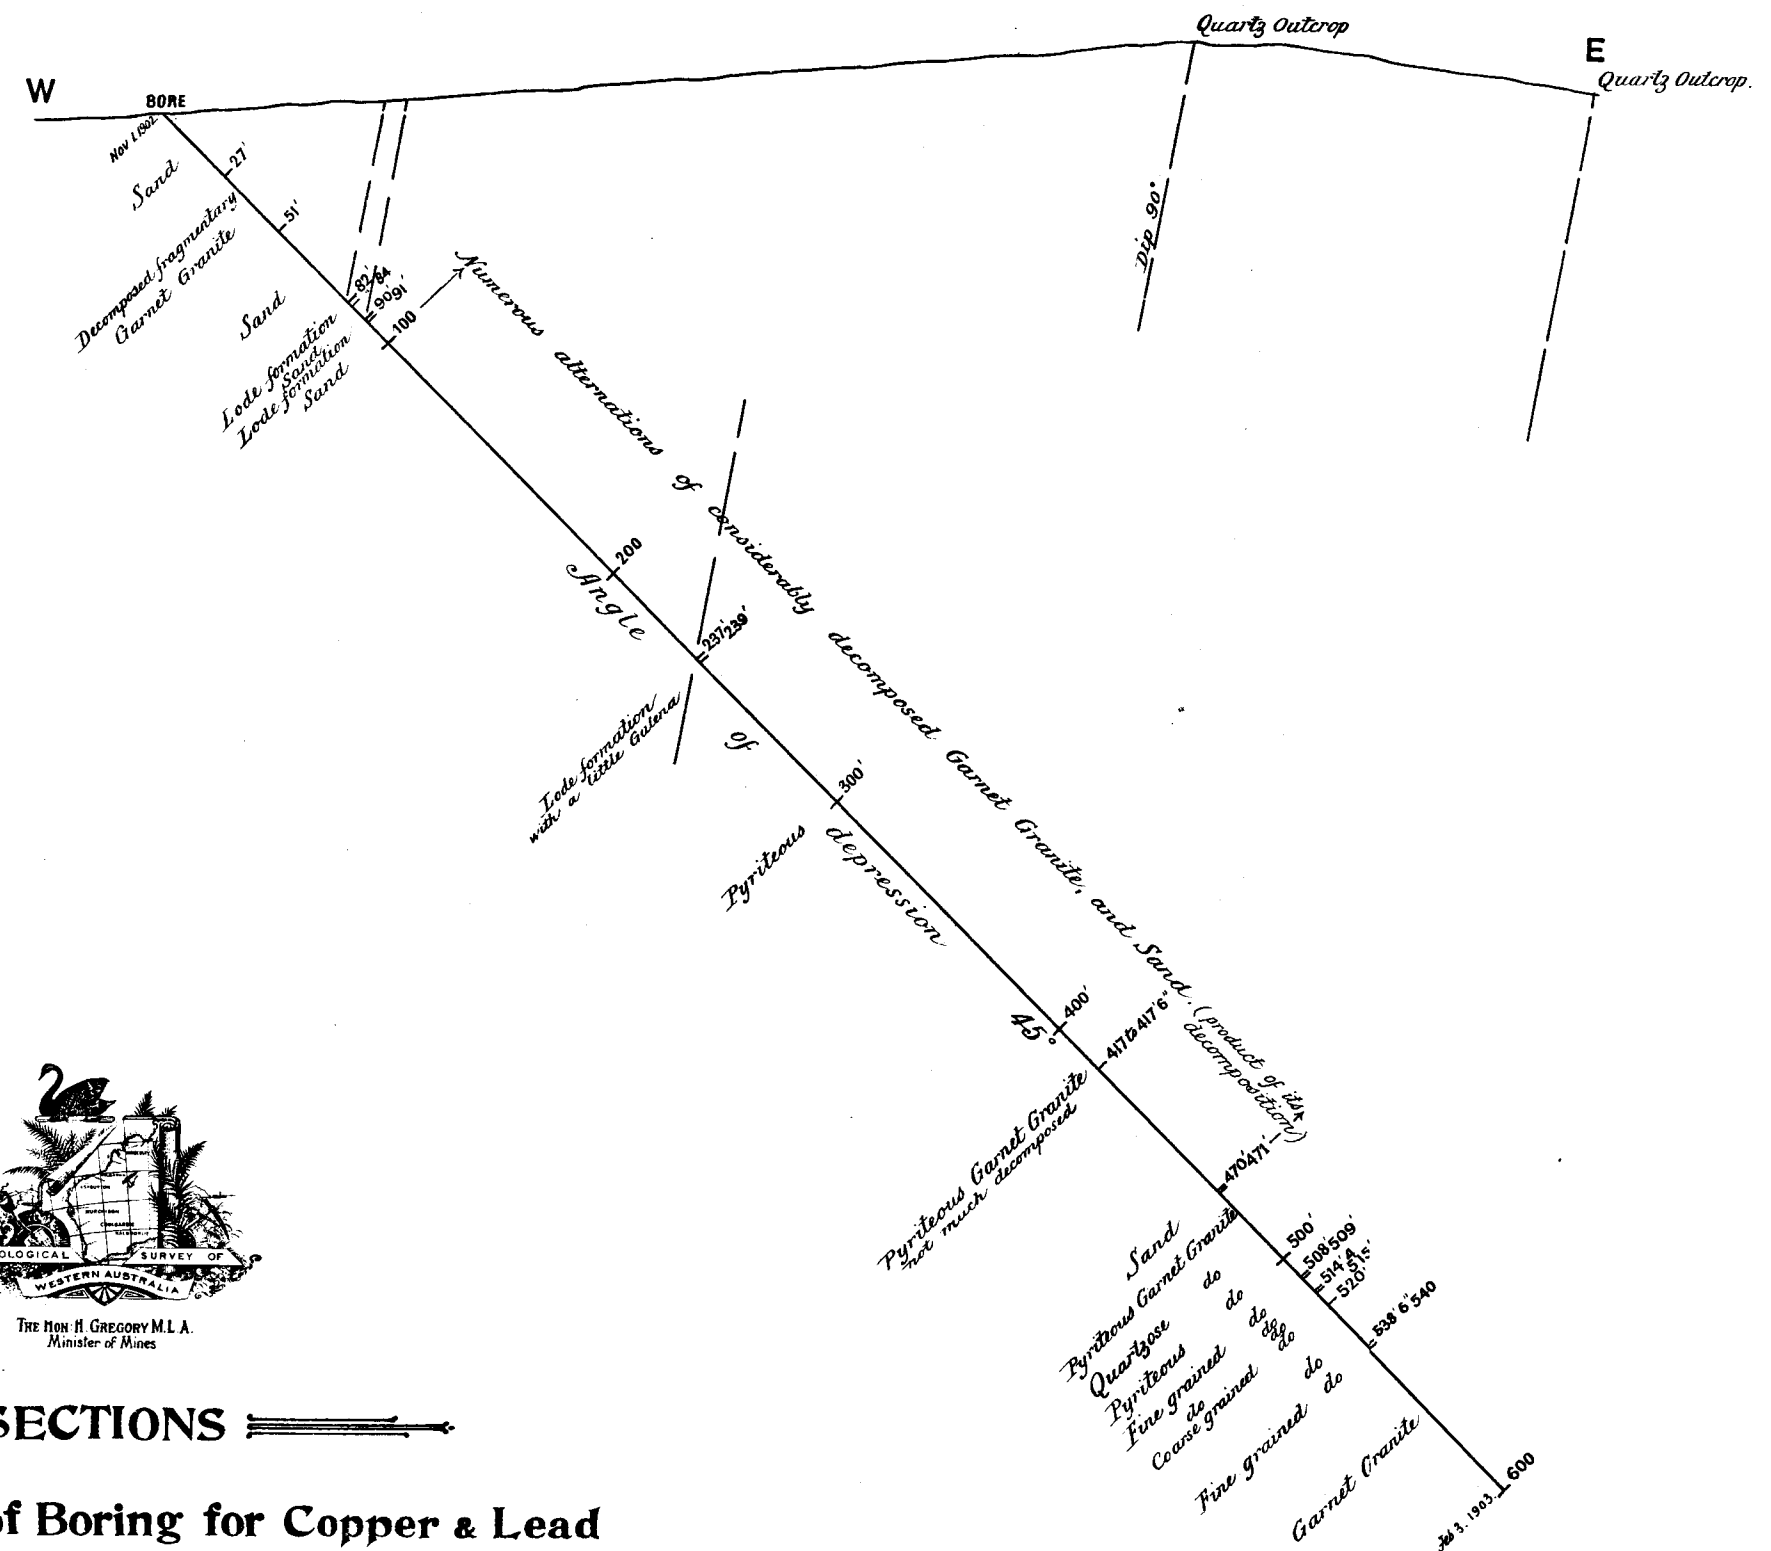 Quartz Outcrop
W
E
Quartz Outcrop.
BORE
Nov 1.1902
27'
Sand
51'
Decomposed fragmentary
Garnet Granite
Sand
82' 84
90' 91'
Lode formation
Sand
Lode formation
Sand
100
Numerous alternations of considerably decomposed Garnet Granite, and Sand. (product of its
decomposition)
Dip 90°
200
Angle of depression 45°
237' 239'
Lode formation
with a little Galena
300'
Pyriteous
400'
417 to 417'6"
Pyriteous Garnet Granite
not much decomposed
470' 471'
Sand
Pyriteous Garnet Granite
500'
508' 509'
514' 4
515'
520'
538'6" 540
Quartzose do do
Pyriteous do do
Fine grained do do
do
Coarse grained do
Fine grained do do
Garnet Granite
600
Feb 3. 1903.
OLOGICAL SURVEY OF
WESTERN AUSTRALIA
THE HON: H. GREGORY M.L.A.
Minister of Mines
SECTIONS
of Boring for Copper & Lead